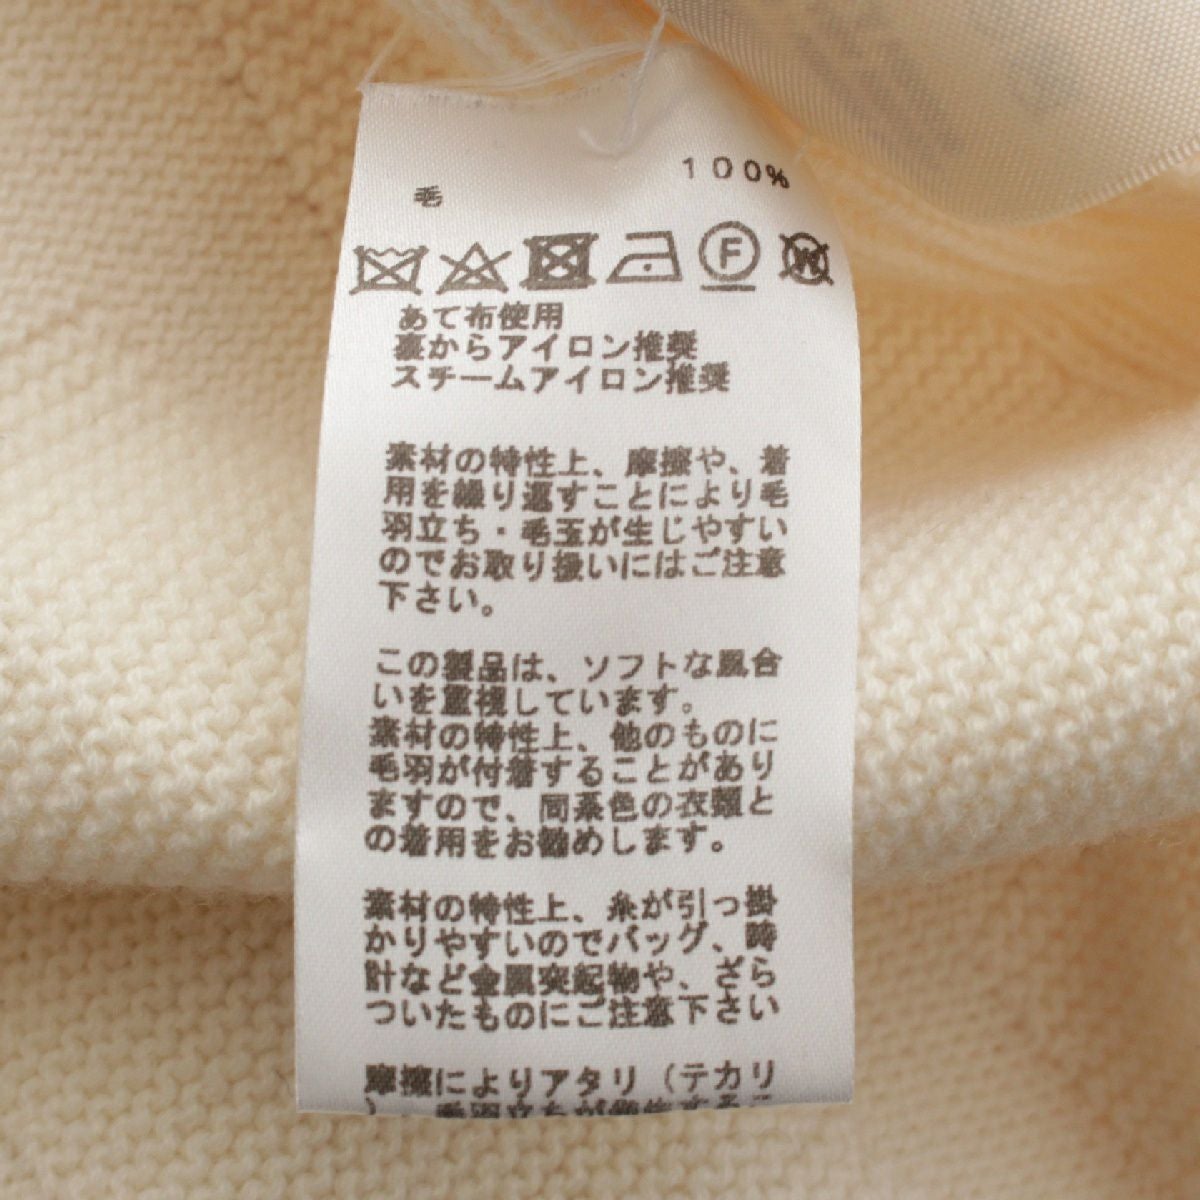 毛 100%
F W
あて布使用
裏からアイロン推奨
スチームアイロン推奨
素材の特性上、摩擦や、着
用を繰り返すことにより毛
羽立ち・毛玉が生じやすい
のでお取り扱いにはご注意
下さい。
この製品は、ソフトな風合
いを重視しています。
素材の特性上、他のものに
毛羽が付着することがあり
ますので、同系色の衣類と
の着用をお勧めします。
素材の特性上、糸が引っ掛
かりやすいのでバッグ、時
計など金属突起物や、ざら
ついたものにご注意下さい
摩擦によりアタリ（テカリ
）、毛羽立ちが発生するこ